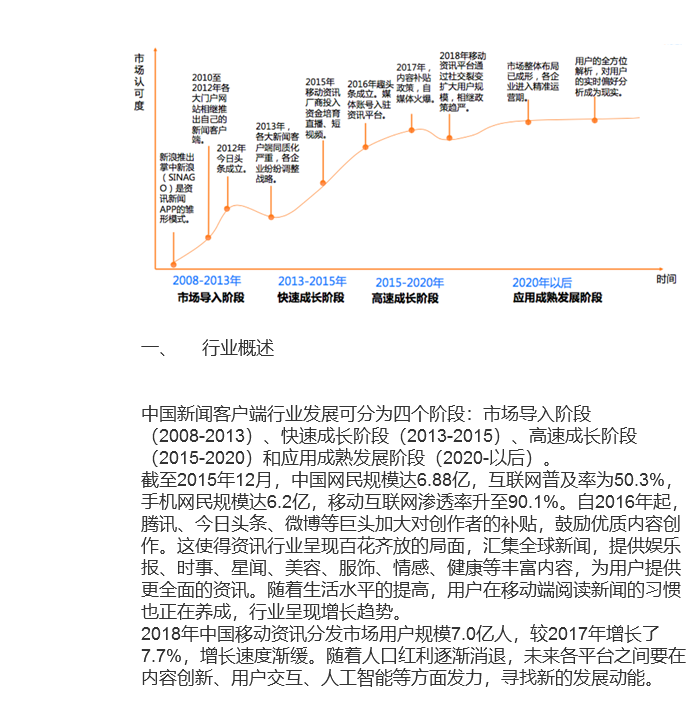 市场认可度
新浪推出
掌中新浪
（SINAG
O）是资
讯新闻
APP的雏
形模式。
2010至
2012年各
大门户网
站相继推
出自己的
新闻客户
端。
2012年
今日头
条成立。
2013年，
各大新闻客
户端同质化
严重，各企
业纷纷调整
战略。
2015年
移动资讯
厂商投入
资金培育
直播、短
视频。
2016年趣头
条成立。媒
体账号入驻
资讯平台。
2017年，
内容补贴
政策，自
媒体火爆。
2018年移动
资讯平台通
过社交裂变
扩大用户规
模，相继政
策趋严。
市场整体布局
已成形，各企
业进入精准运
营期。
用户的全方位
解析，对用户
的实时偏好分
析成为现实。
时间
2008-2013年
市场导入阶段
2013-2015年
快速成长阶段
2015-2020年
高速成长阶段
2020年以后
应用成熟发展阶段
一、 行业概述
中国新闻客户端行业发展可分为四个阶段：市场导入阶段
（2008-2013）、快速成长阶段（2013-2015）、高速成长阶段
（2015-2020）和应用成熟发展阶段（2020-以后）。
截至2015年12月，中国网民规模达6.88亿，互联网普及率为50.3%，
手机网民规模达6.2亿，移动互联网渗透率升至90.1%。自2016年起，
腾讯、今日头条、微博等巨头加大对创作者的补贴，鼓励优质内容创
作。这使得资讯行业呈现百花齐放的局面，汇集全球新闻，提供娱乐
报、时事、星闻、美容、服饰、情感、健康等丰富内容，为用户提供
更全面的资讯。随着生活水平的提高，用户在移动端阅读新闻的习惯
也正在养成，行业呈现增长趋势。
2018年中国移动资讯分发市场用户规模7.0亿人，较2017年增长了
7.7%，增长速度渐缓。随着人口红利逐渐消退，未来各平台之间要在
内容创新、用户交互、人工智能等方面发力，寻找新的发展动能。